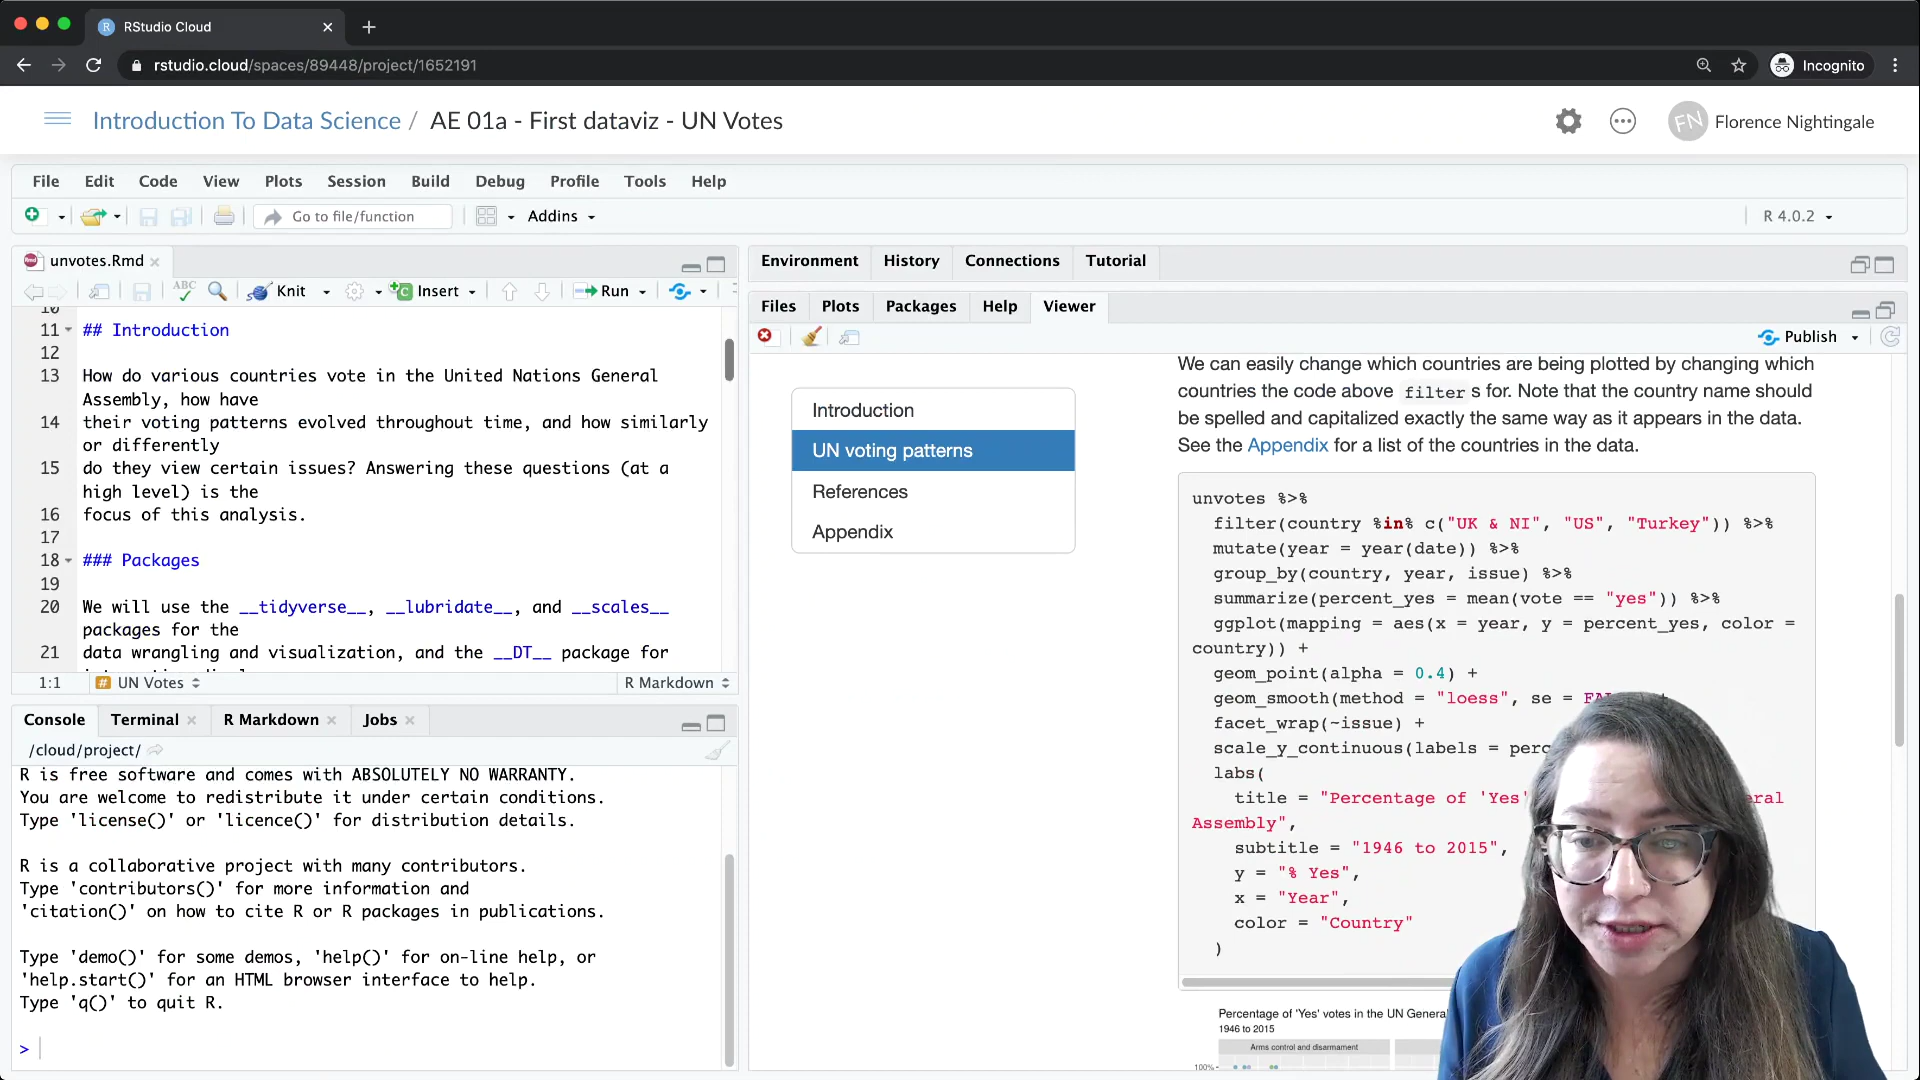 RStudio Cloud
rstudio.cloud/spaces/89448/project/1652191
Incognito
Introduction To Data Science / AE 01a - First dataviz - UN Votes
FN Florence Nightingale
File Edit Code View Plots Session Build Debug Profile Tools Help
Go to file/function
Addins
R 4.0.2
unvotes.Rmd
ABC Knit Insert Run
10
11 ## Introduction
12
13 How do various countries vote in the United Nations General
Assembly, how have
14 their voting patterns evolved throughout time, and how similarly
or differently
15 do they view certain issues? Answering these questions (at a
high level) is the
16 focus of this analysis.
17
18 ### Packages
19
20 We will use the __tidyverse__, __lubridate__, and __scales__
packages for the
21 data wrangling and visualization, and the __DT__ package for
1:1 # UN Votes R Markdown
Console Terminal R Markdown Jobs
/cloud/project/
R is free software and comes with ABSOLUTELY NO WARRANTY.
You are welcome to redistribute it under certain conditions.
Type 'license()' or 'licence()' for distribution details.
R is a collaborative project with many contributors.
Type 'contributors()' for more information and
'citation()' on how to cite R or R packages in publications.
Type 'demo()' for some demos, 'help()' for on-line help, or
'help.start()' for an HTML browser interface to help.
Type 'q()' to quit R.
>
Environment History Connections Tutorial
Files Plots Packages Help Viewer
Publish
Introduction
UN voting patterns
References
Appendix
We can easily change which countries are being plotted by changing which
countries the code above filter s for. Note that the country name should
be spelled and capitalized exactly the same way as it appears in the data.
See the Appendix for a list of the countries in the data.
unvotes %>%
filter(country %in% c("UK & NI", "US", "Turkey")) %>%
mutate(year = year(date)) %>%
group_by(country, year, issue) %>%
summarize(percent_yes = mean(vote == "yes")) %>%
ggplot(mapping = aes(x = year, y = percent_yes, color =
country)) +
geom_point(alpha = 0.4) +
geom_smooth(method = "loess", se =
facet_wrap(~issue) +
scale_y_continuous(labels =
labs(
title = "Percentage of 'Yes'
Assembly",
subtitle = "1946 to 2015",
y = "% Yes",
x = "Year",
color = "Country"
)
Percentage of 'Yes' votes in the UN General
1946 to 2015
Arms control and disarmament
100%